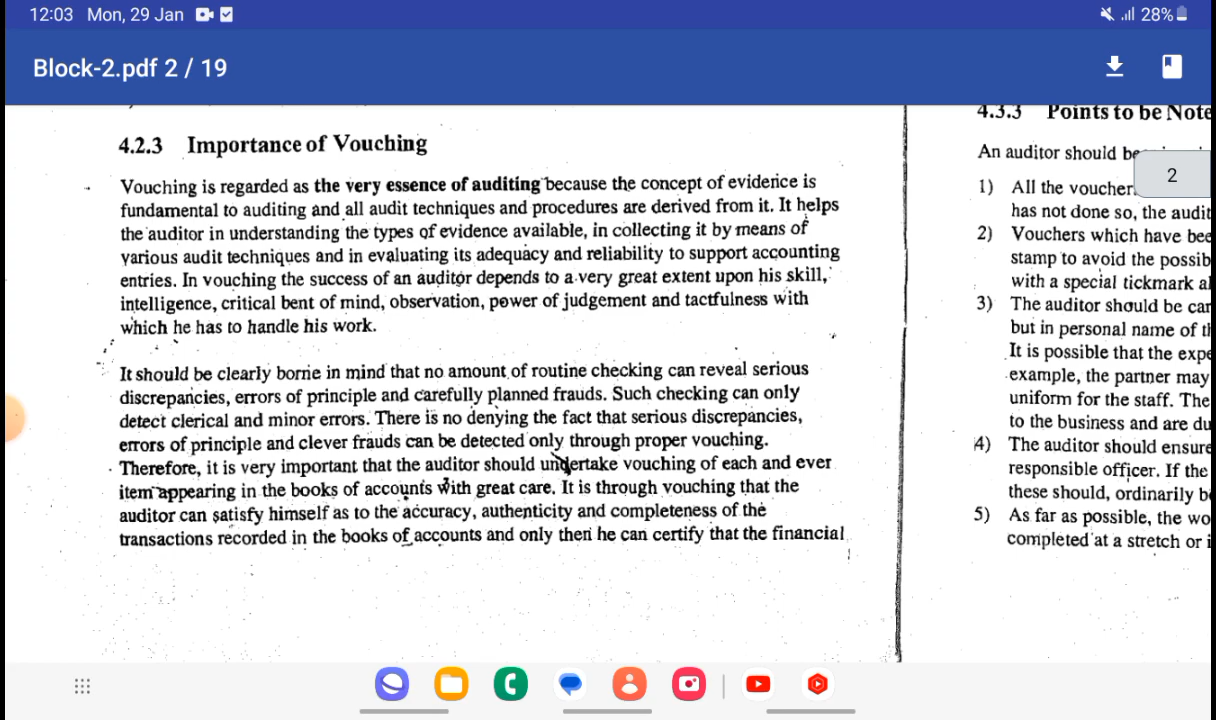 12:03 Mon, 29 Jan
28%
Block-2.pdf 2 / 19
4.2.3 Importance of Vouching
Vouching is regarded as the very essence of auditing because the concept of evidence is
fundamental to auditing and all audit techniques and procedures are derived from it. It helps
the auditor in understanding the types of evidence available, in collecting it by means of
various audit techniques and in evaluating its adequacy and reliability to support accounting
entries. In vouching the success of an auditor depends to a very great extent upon his skill,
intelligence, critical bent of mind, observation, power of judgement and tactfulness with
which he has to handle his work.
It should be clearly borne in mind that no amount of routine checking can reveal serious
discrepancies, errors of principle and carefully planned frauds. Such checking can only
detect clerical and minor errors. There is no denying the fact that serious discrepancies,
errors of principle and clever frauds can be detected only through proper vouching.
Therefore, it is very important that the auditor should undertake vouching of each and ever
item appearing in the books of accounts with great care. It is through vouching that the
auditor can satisfy himself as to the accuracy, authenticity and completeness of the
transactions recorded in the books of accounts and only then he can certify that the financial
4.3.3 Points to be Note
An auditor should be
2
1) All the voucher
has not done so, the audit
2) Vouchers which have bee
stamp to avoid the possib
with a special tickmark al
3) The auditor should be car
but in personal name of th
It is possible that the expe
example, the partner may
uniform for the staff. The
to the business and are du
4) The auditor should ensure
responsible officer. If the
these should, ordinarily be
5) As far as possible, the wo
completed at a stretch or i